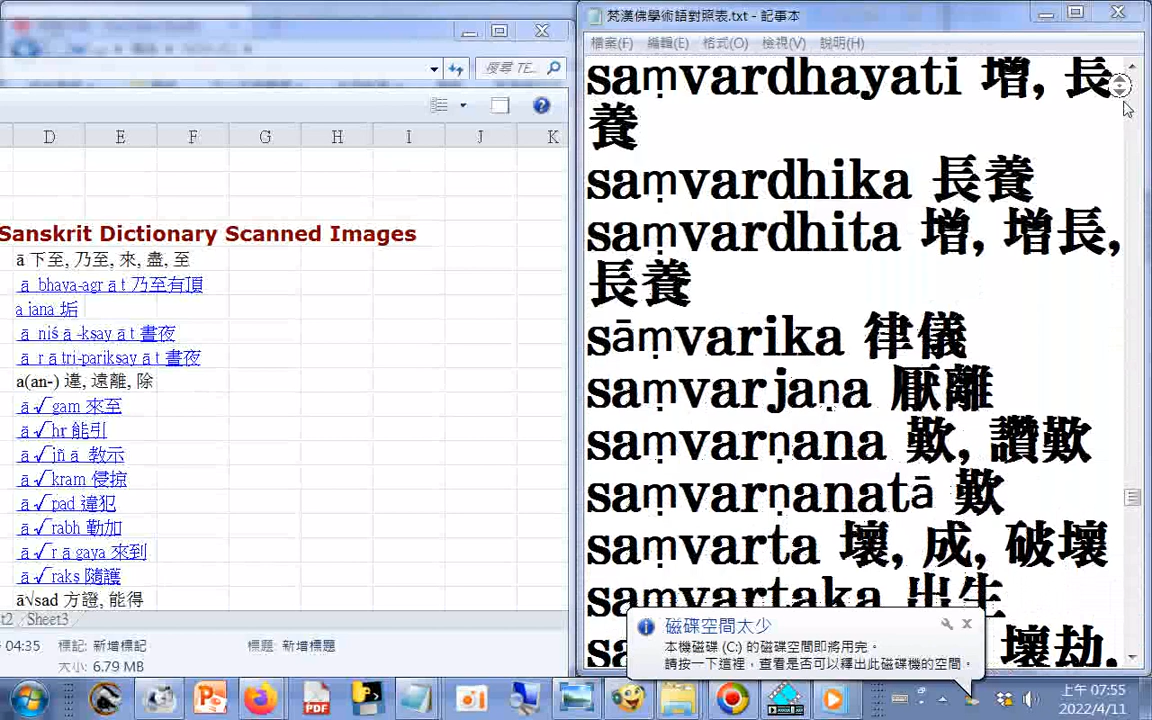 搜尋 TE...
D E F G H I J K
Sanskrit Dictionary Scanned Images
ā 下至, 乃至, 來, 盡, 至
ā bhava-agr ā t 乃至有頂
a jana 垢
ā niś ā -ksay ā t 晝夜
ā r ā tri-pariksay ā t 晝夜
a(an-) 違, 遠離, 除
ā√gam 來至
ā√hr 能引
ā√jñ ā 教示
ā√kram 侵掠
ā√pad 違犯
ā√rabh 勤加
ā√r ā gaya 來到
ā√raks 隨護
ā√sad 方證, 能得
t2 Sheet3
04:35 標記: 新增標記 標題: 新增標題
大小: 6.79 MB
梵漢佛學術語對照表.txt - 記事本
檔案(F) 編輯(E) 格式(O) 檢視(V) 說明(H)
saṃvardhayati 增, 長
養
saṃvardhika 長養
saṃvardhita 增, 增長,
長養
sāṃvarika 律儀
saṃvarjaṇa 厭離
saṃvarṇana 歎, 讚歎
saṃvarṇanatā 歎
saṃvarta 壞, 成, 破壞
saṃvartaka 出生
壞劫,
磁碟空間太少
本機磁碟 (C:) 的磁碟空間即將用完。
請按一下這裡，查看是否可以釋出此磁碟機的空間。
上午 07:55
2022/4/11